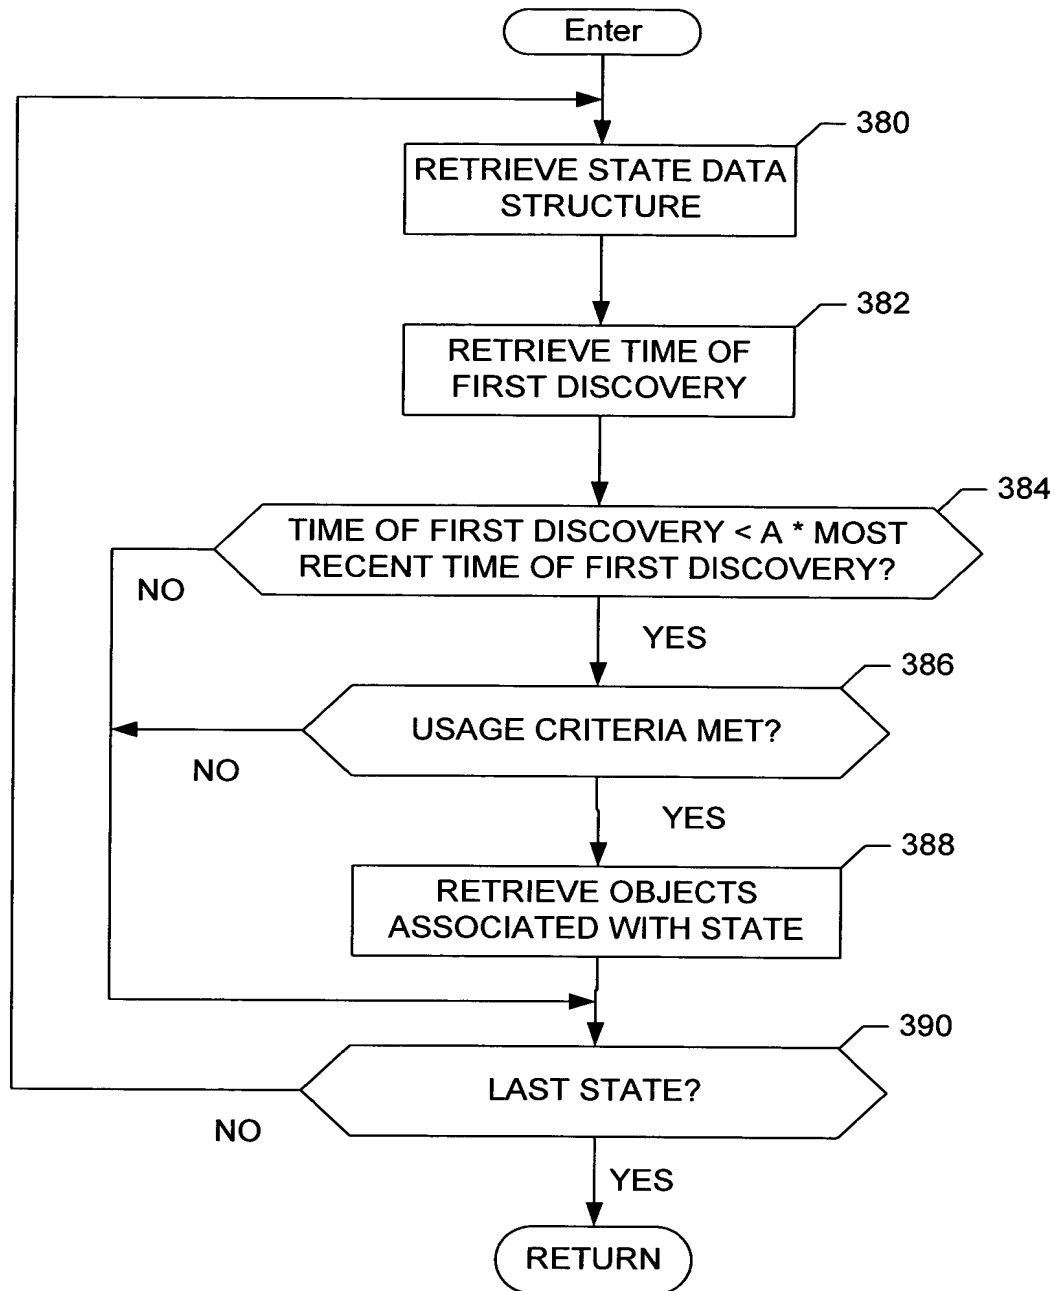 Enter
380
RETRIEVE STATE DATA
STRUCTURE
382
RETRIEVE TIME OF
FIRST DISCOVERY
384
TIME OF FIRST DISCOVERY < A * MOST
RECENT TIME OF FIRST DISCOVERY?
NO
YES
386
USAGE CRITERIA MET?
NO
YES
388
RETRIEVE OBJECTS
ASSOCIATED WITH STATE
390
LAST STATE?
NO
YES
RETURN